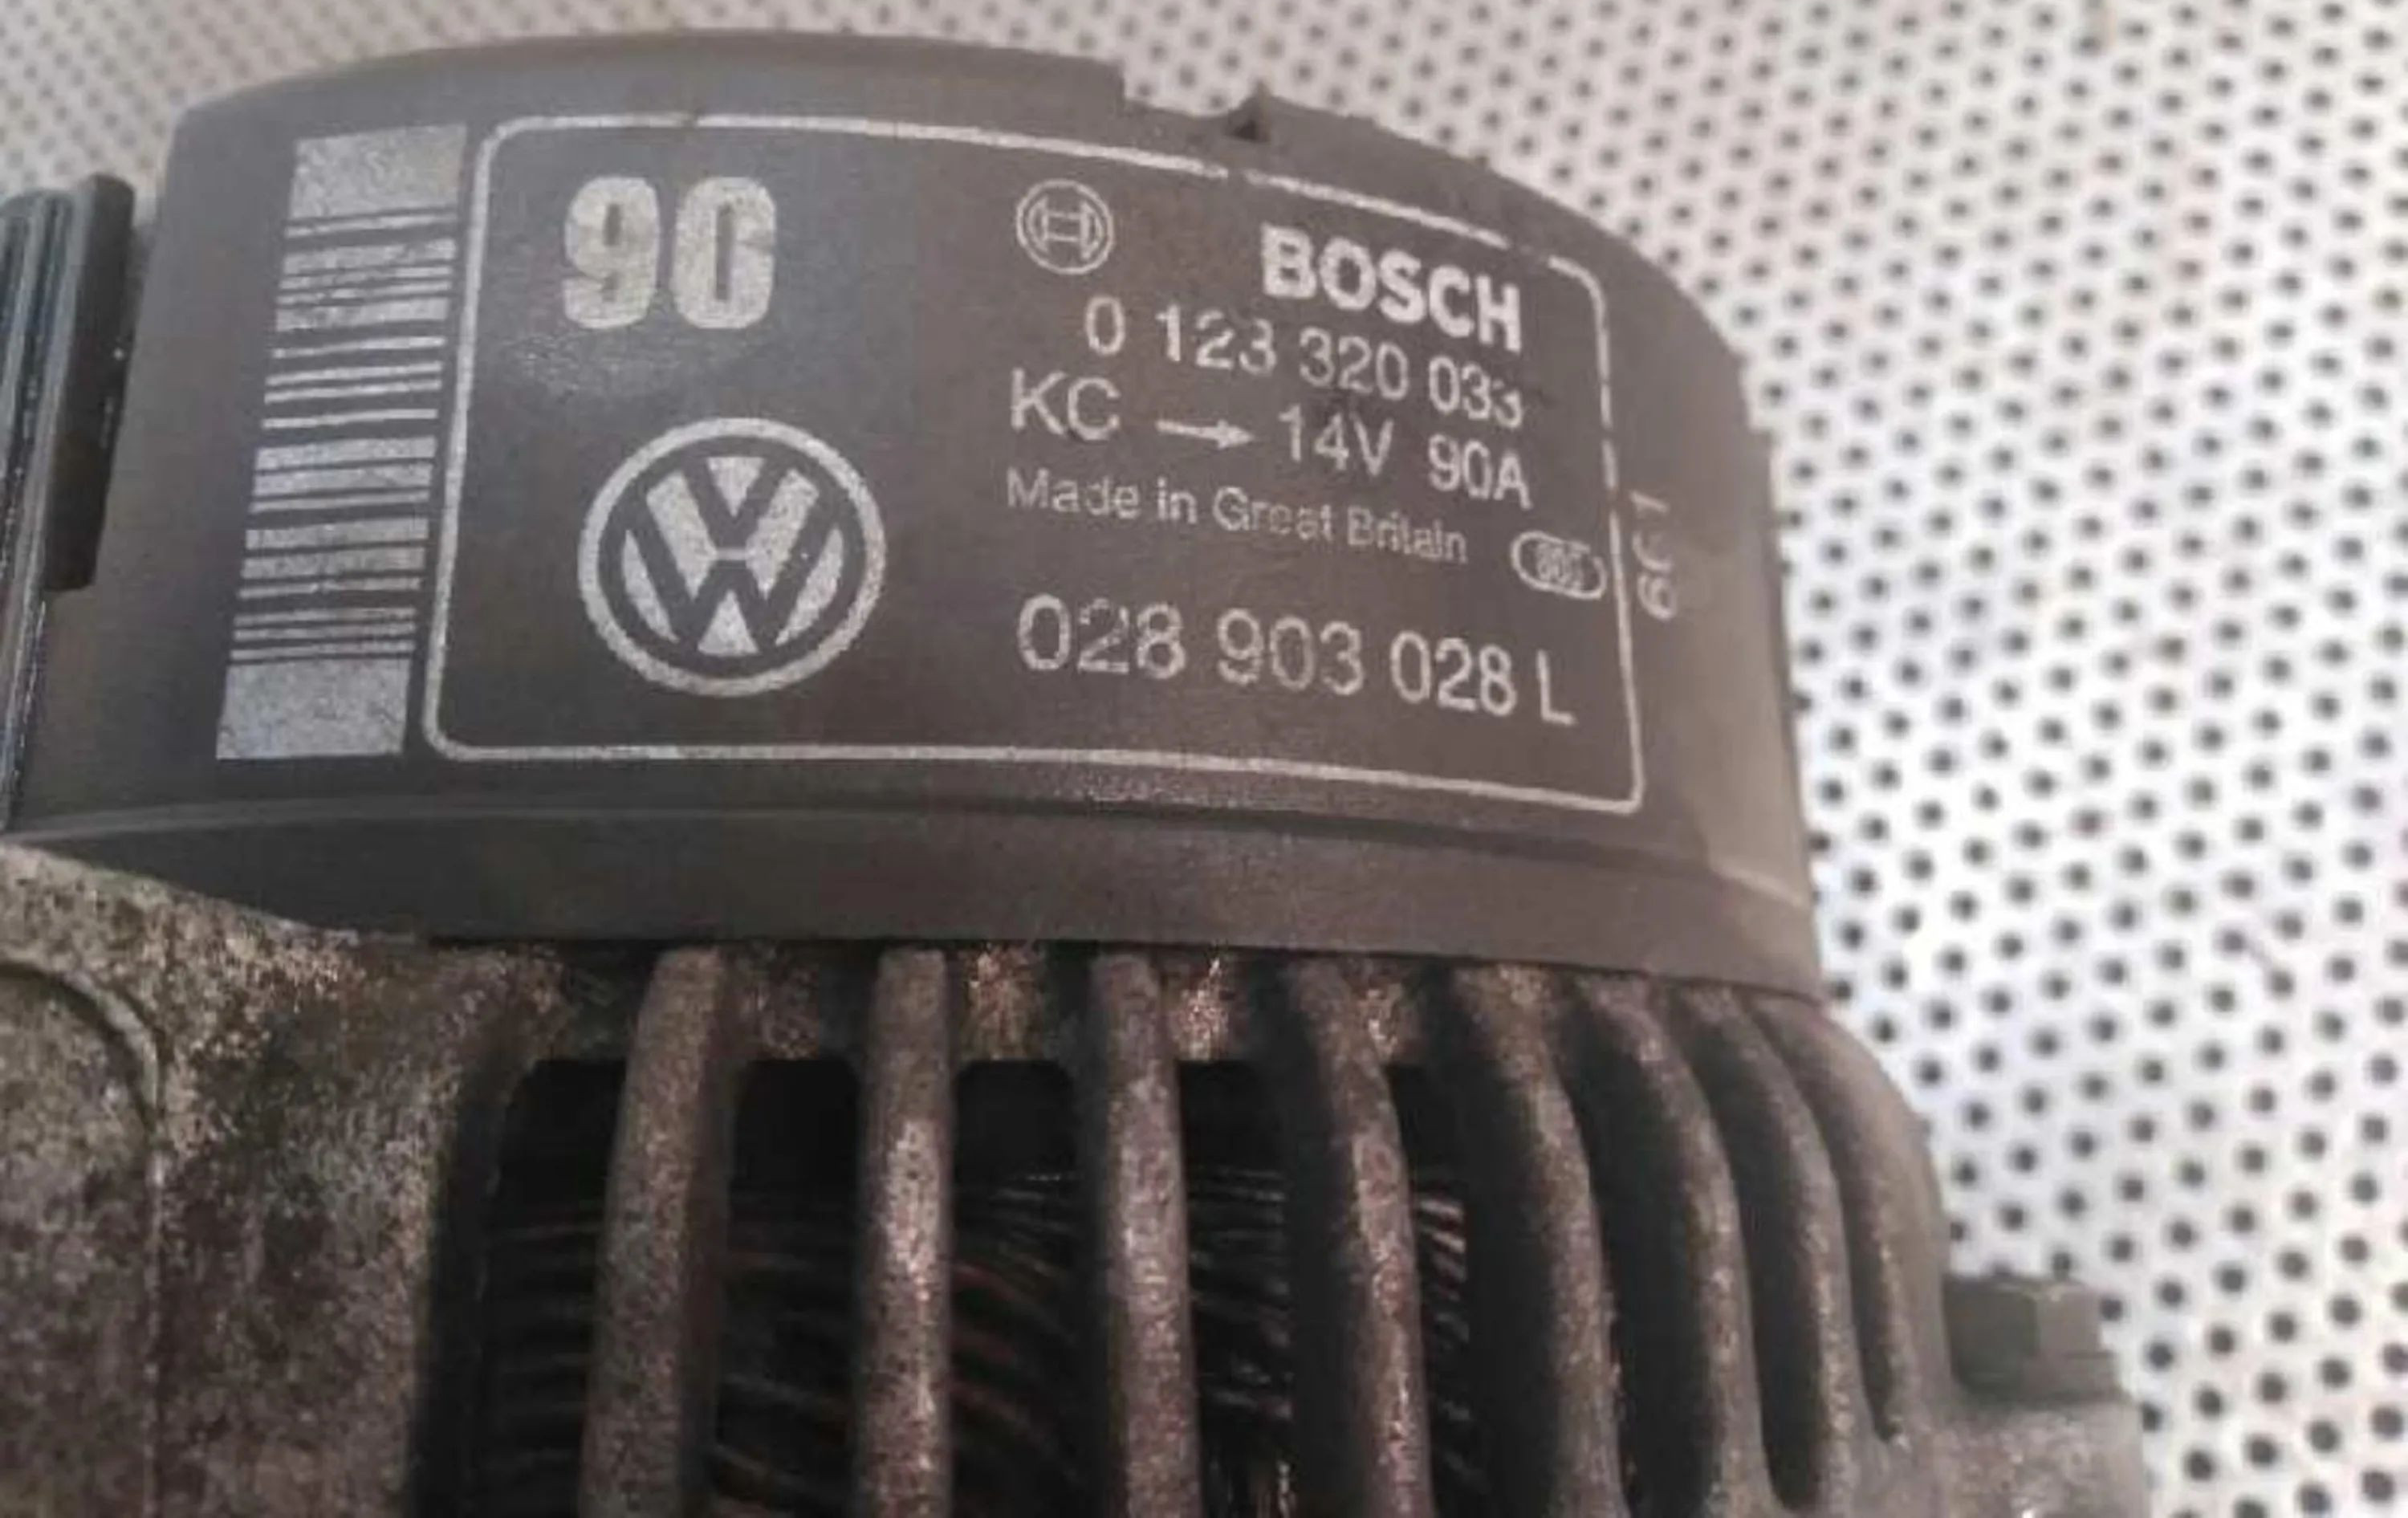 90
BOSCH
0 123 320 033
KC → 14V 90A
Made in Great Britain
028 903 028 L